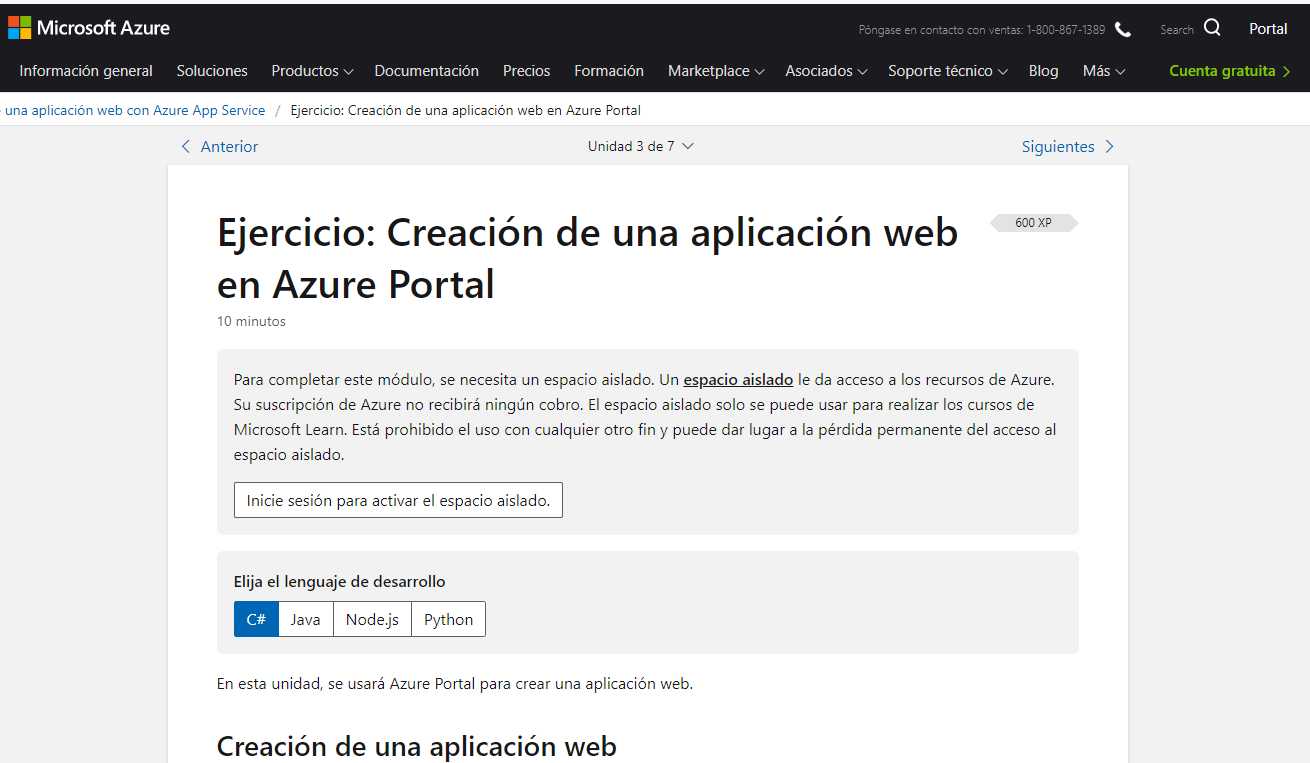 Microsoft Azure
Póngase en contacto con ventas: 1-800-867-1389
Search
Portal
Información general Soluciones Productos Documentación Precios Formación Marketplace Asociados Soporte técnico Blog Más Cuenta gratuita
una aplicación web con Azure App Service / Ejercicio: Creación de una aplicación web en Azure Portal
Anterior
Unidad 3 de 7
Siguientes
Ejercicio: Creación de una aplicación web
en Azure Portal
600 XP
10 minutos
Para completar este módulo, se necesita un espacio aislado. Un espacio aislado le da acceso a los recursos de Azure.
Su suscripción de Azure no recibirá ningún cobro. El espacio aislado solo se puede usar para realizar los cursos de
Microsoft Learn. Está prohibido el uso con cualquier otro fin y puede dar lugar a la pérdida permanente del acceso al
espacio aislado.
Inicie sesión para activar el espacio aislado.
Elija el lenguaje de desarrollo
C# Java Node.js Python
En esta unidad, se usará Azure Portal para crear una aplicación web.
Creación de una aplicación web